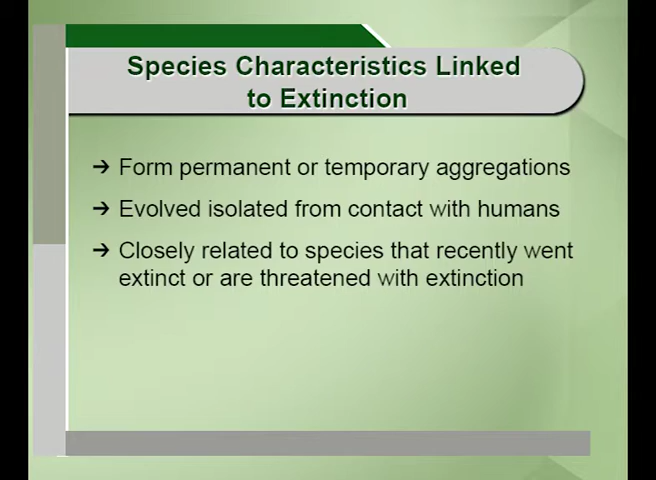 Species Characteristics Linked
to Extinction
→ Form permanent or temporary aggregations
→ Evolved isolated from contact with humans
→ Closely related to species that recently went
extinct or are threatened with extinction